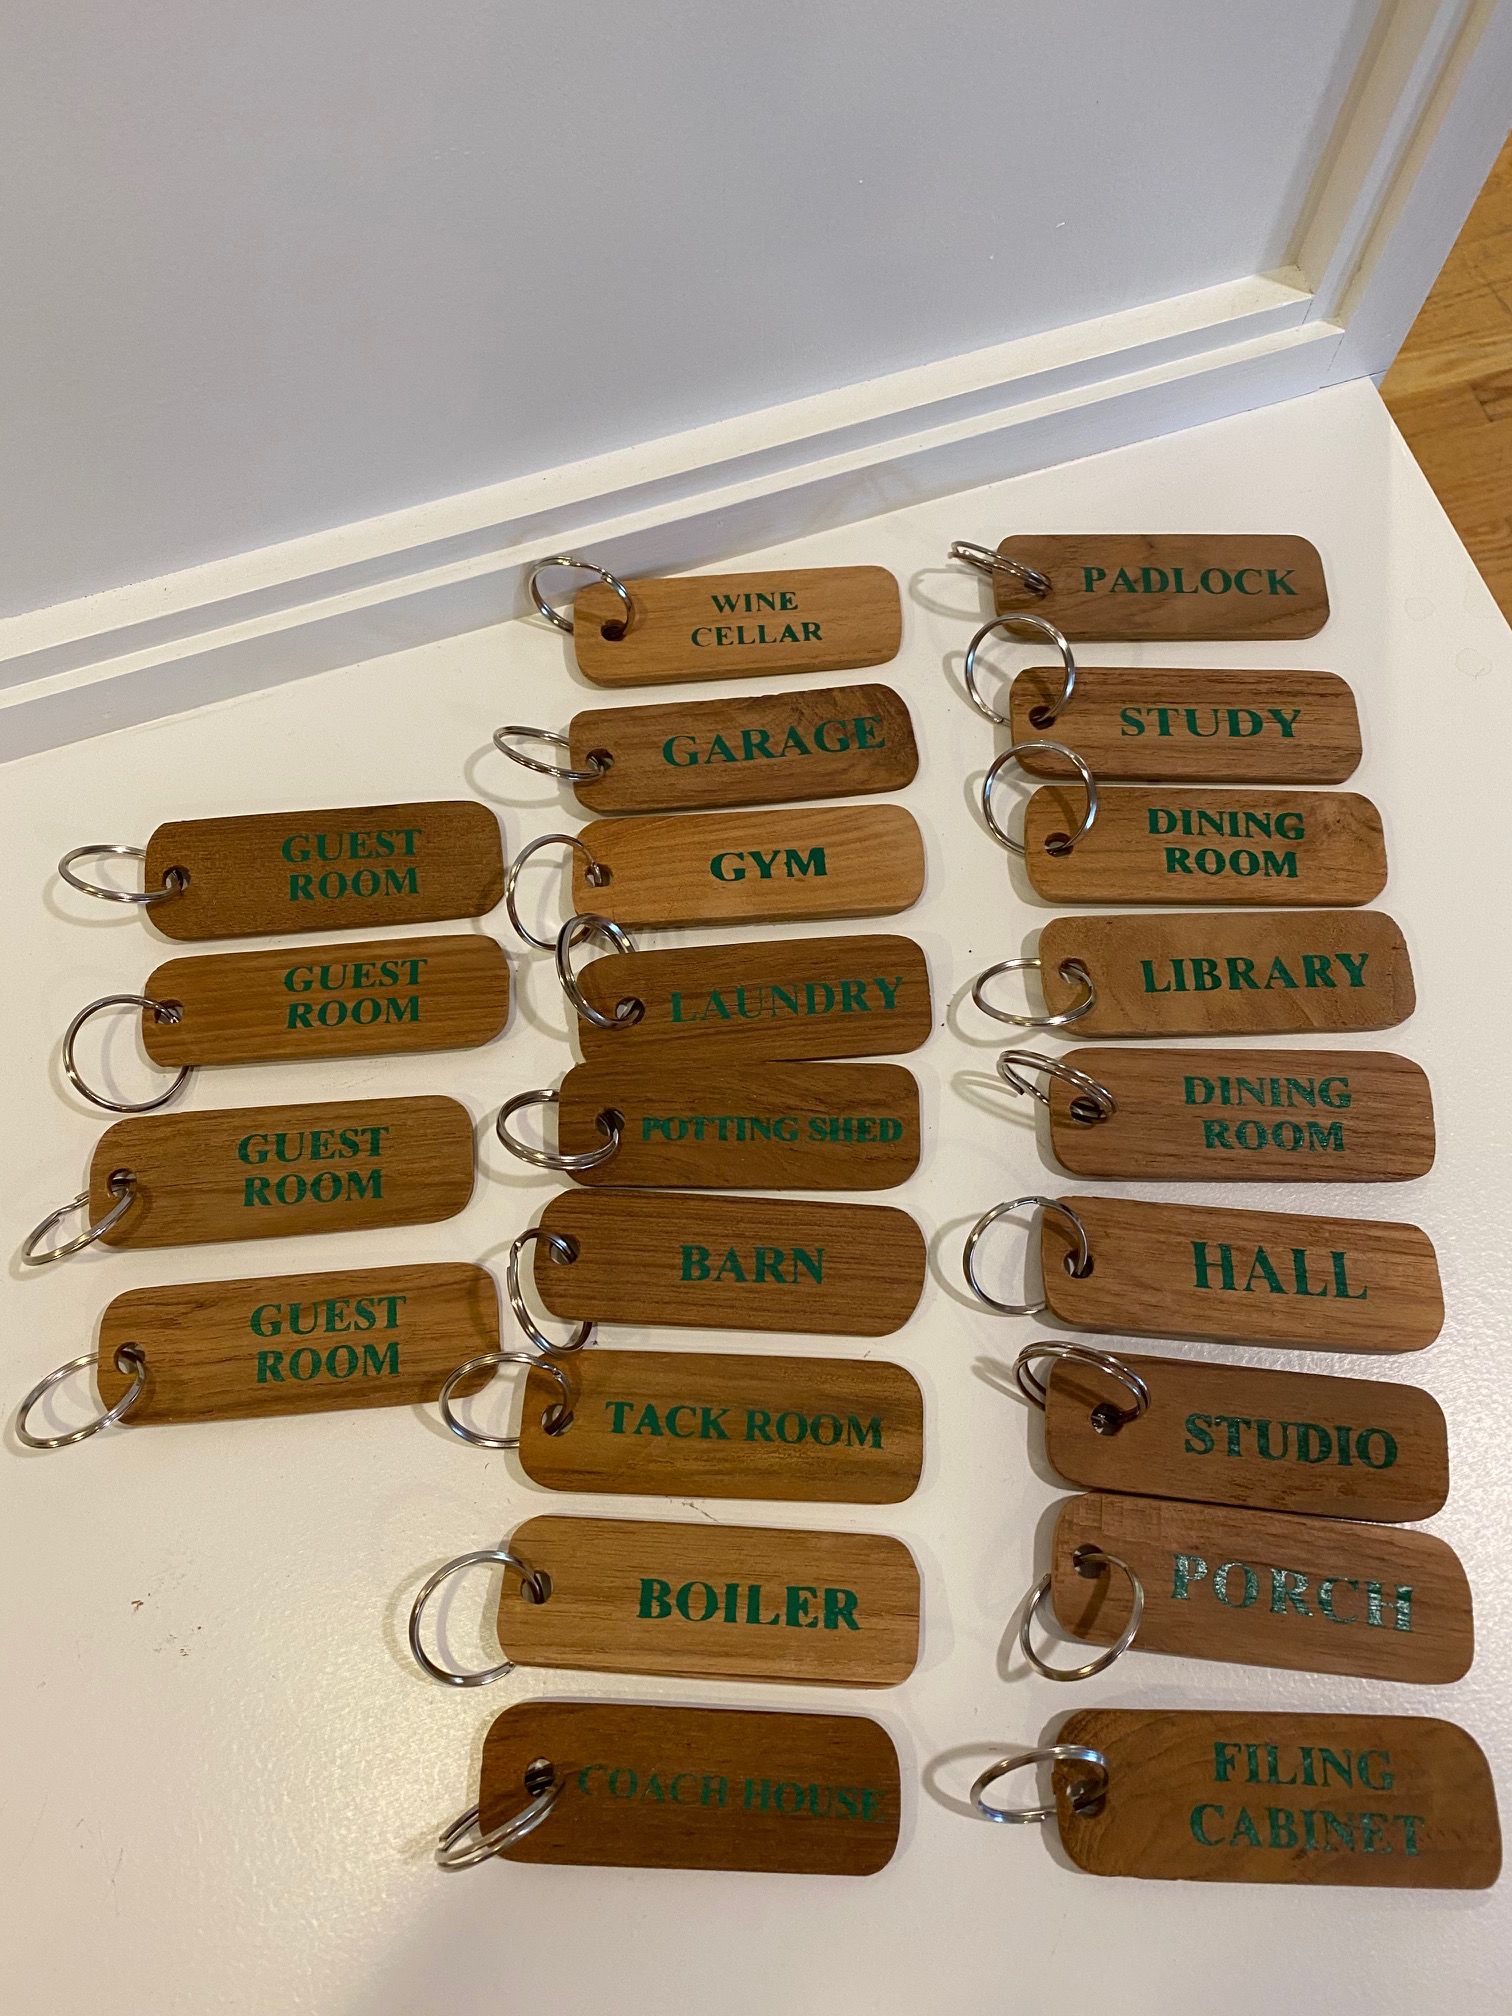 GUEST
ROOM
GUEST
ROOM
GUEST
ROOM
GUEST
ROOM
WINE
CELLAR
GARAGE
GYM
LAUNDRY
POTTING SHED
BARN
TACK ROOM
BOILER
COACH HOUSE
PADLOCK
STUDY
DINING
ROOM
LIBRARY
DINING
ROOM
HALL
STUDIO
PORCH
FILING
CABINET